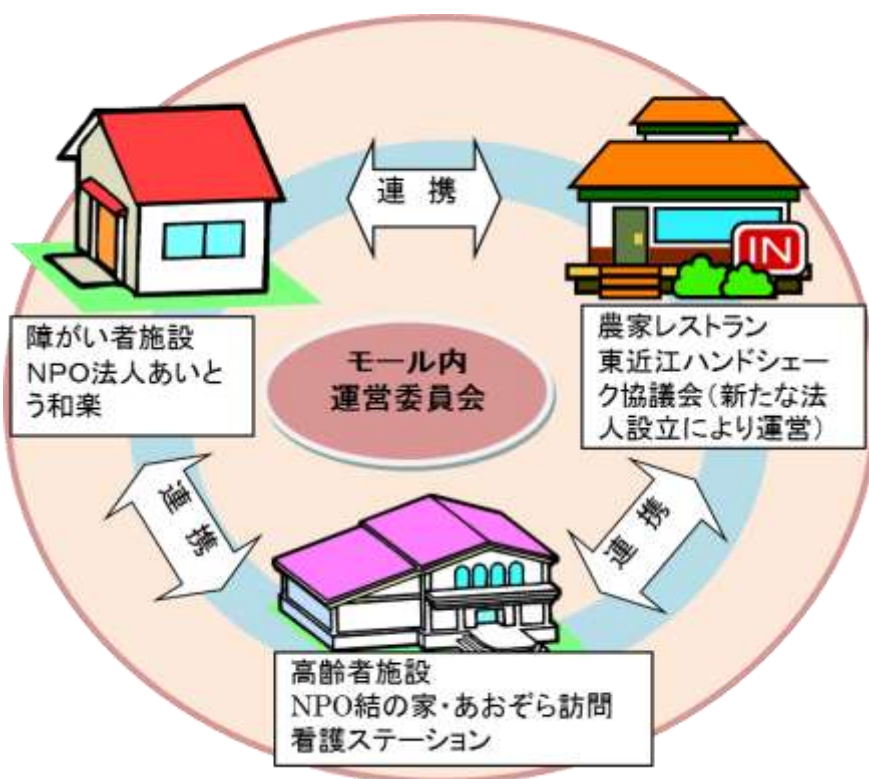 連 携
IN
障がい者施設
NPO法人あいと
う和楽
モール内
運営委員会
農家レストラン
東近江ハンドシェー
ク協議会(新たな法
人設立により運営)
連 携
連 携
高齢者施設
NPO結の家・あおぞら訪問
看護ステーション